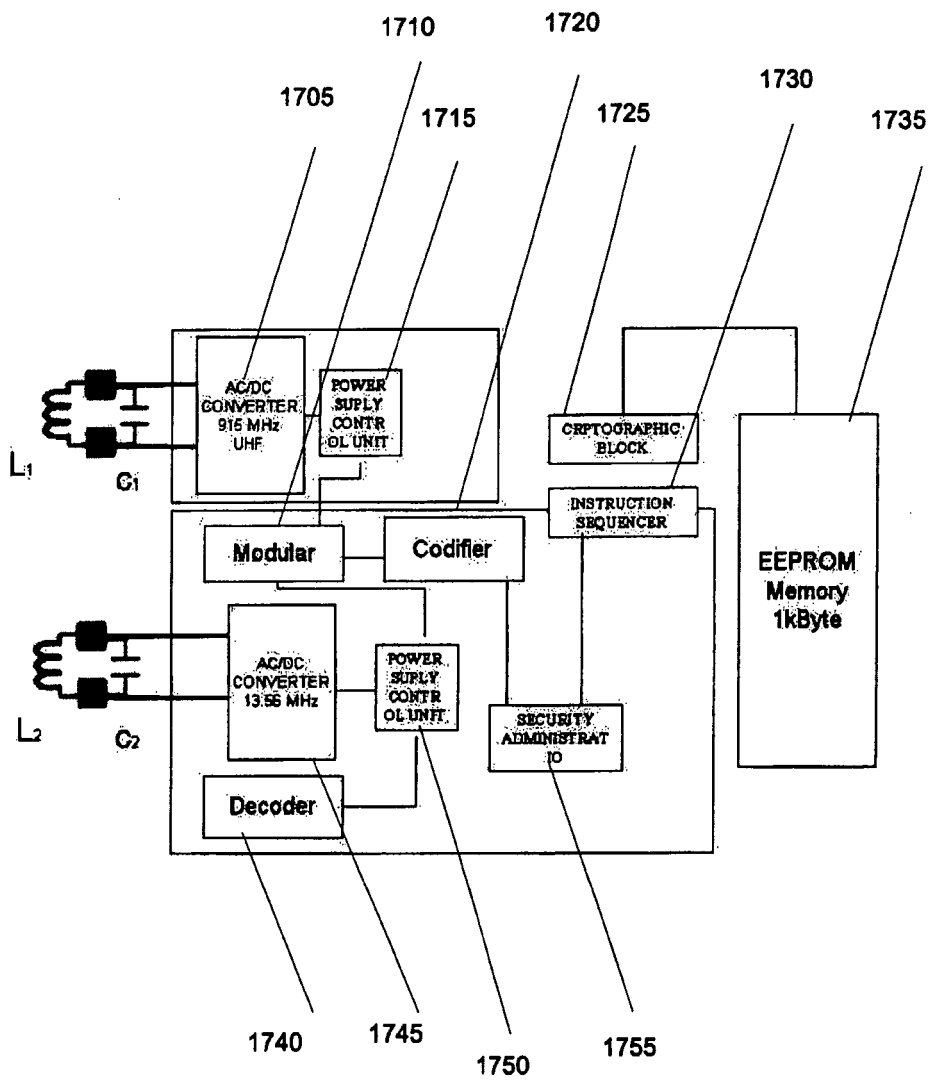 1710
1720
1705
1715
1725
1730
1735
AC/DC
CONVERTER
915 MHz
UHF
POWER
SUPLY
CONTR
OL UNIT
CRPTOGRAPHIC
BLOCK
L1
C1
INSTRUCTION
SEQUENCER
Modular
Codifier
EEPROM
Memory
1kByte
AC/DC
CONVERTER
13.56 MHz
POWER
SUPLY
CONTR
OL UNIT
L2
C2
SECURITY
ADMINISTRAT
IO
Decoder
1740
1745
1750
1755